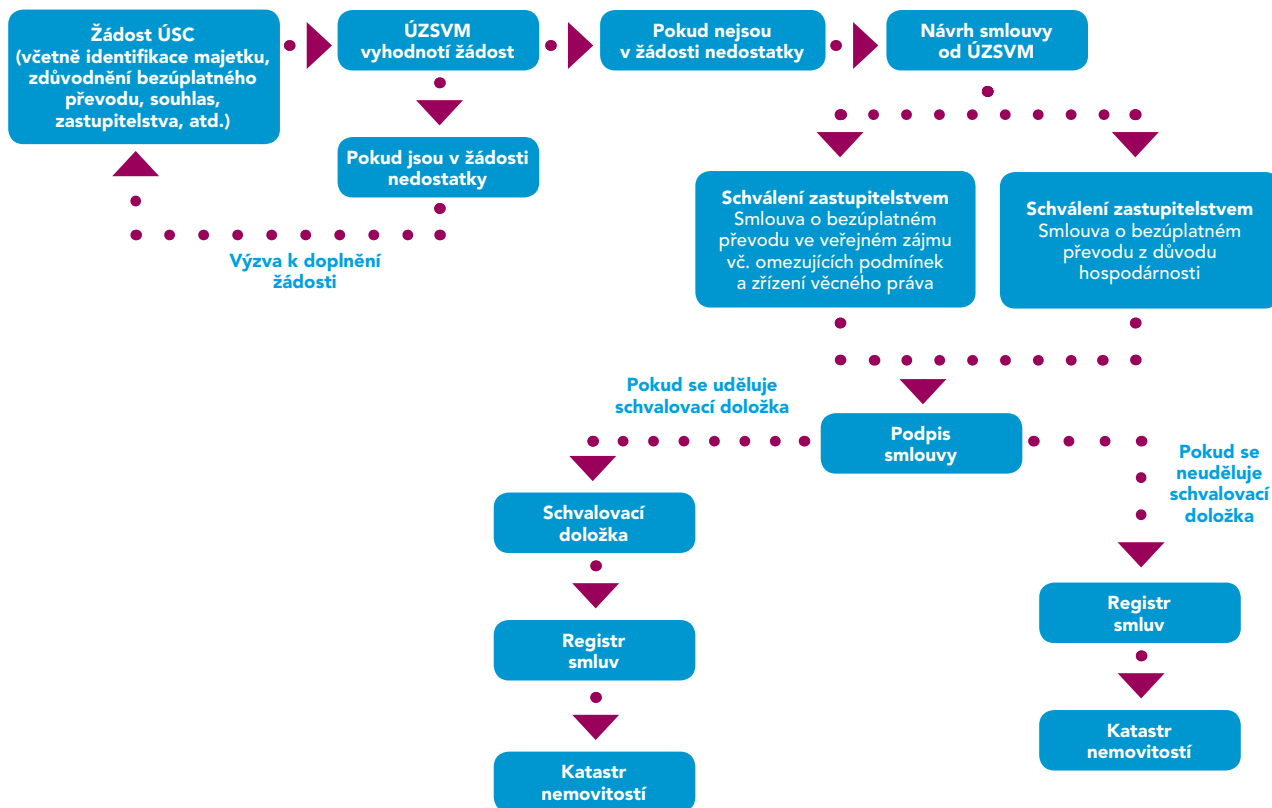 Žádost ÚSC
(včetně identifikace majetku,
zdůvodnění bezúplatného
převodu, souhlas,
zastupitelstva, atd.)
ÚZSVM
vyhodnotí žádost
Pokud nejsou
v žádosti nedostatky
Návrh smlouvy
od ÚZSVM
Pokud jsou v žádosti
nedostatky
Výzva k doplnění
žádosti
Schválení zastupitelstvem
Smlouva o bezúplatném
převodu ve veřejném zájmu
vč. omezujících podmínek
a zřízení věcného práva
Schválení zastupitelstvem
Smlouva o bezúplatném
převodu z důvodu
hospodárnosti
Pokud se uděluje
schvalovací doložka
Podpis
smlouvy
Pokud se
neuděluje
schvalovací
doložka
Schvalovací
doložka
Registr
smluv
Katastr
nemovitostí
Registr
smluv
Katastr
nemovitostí